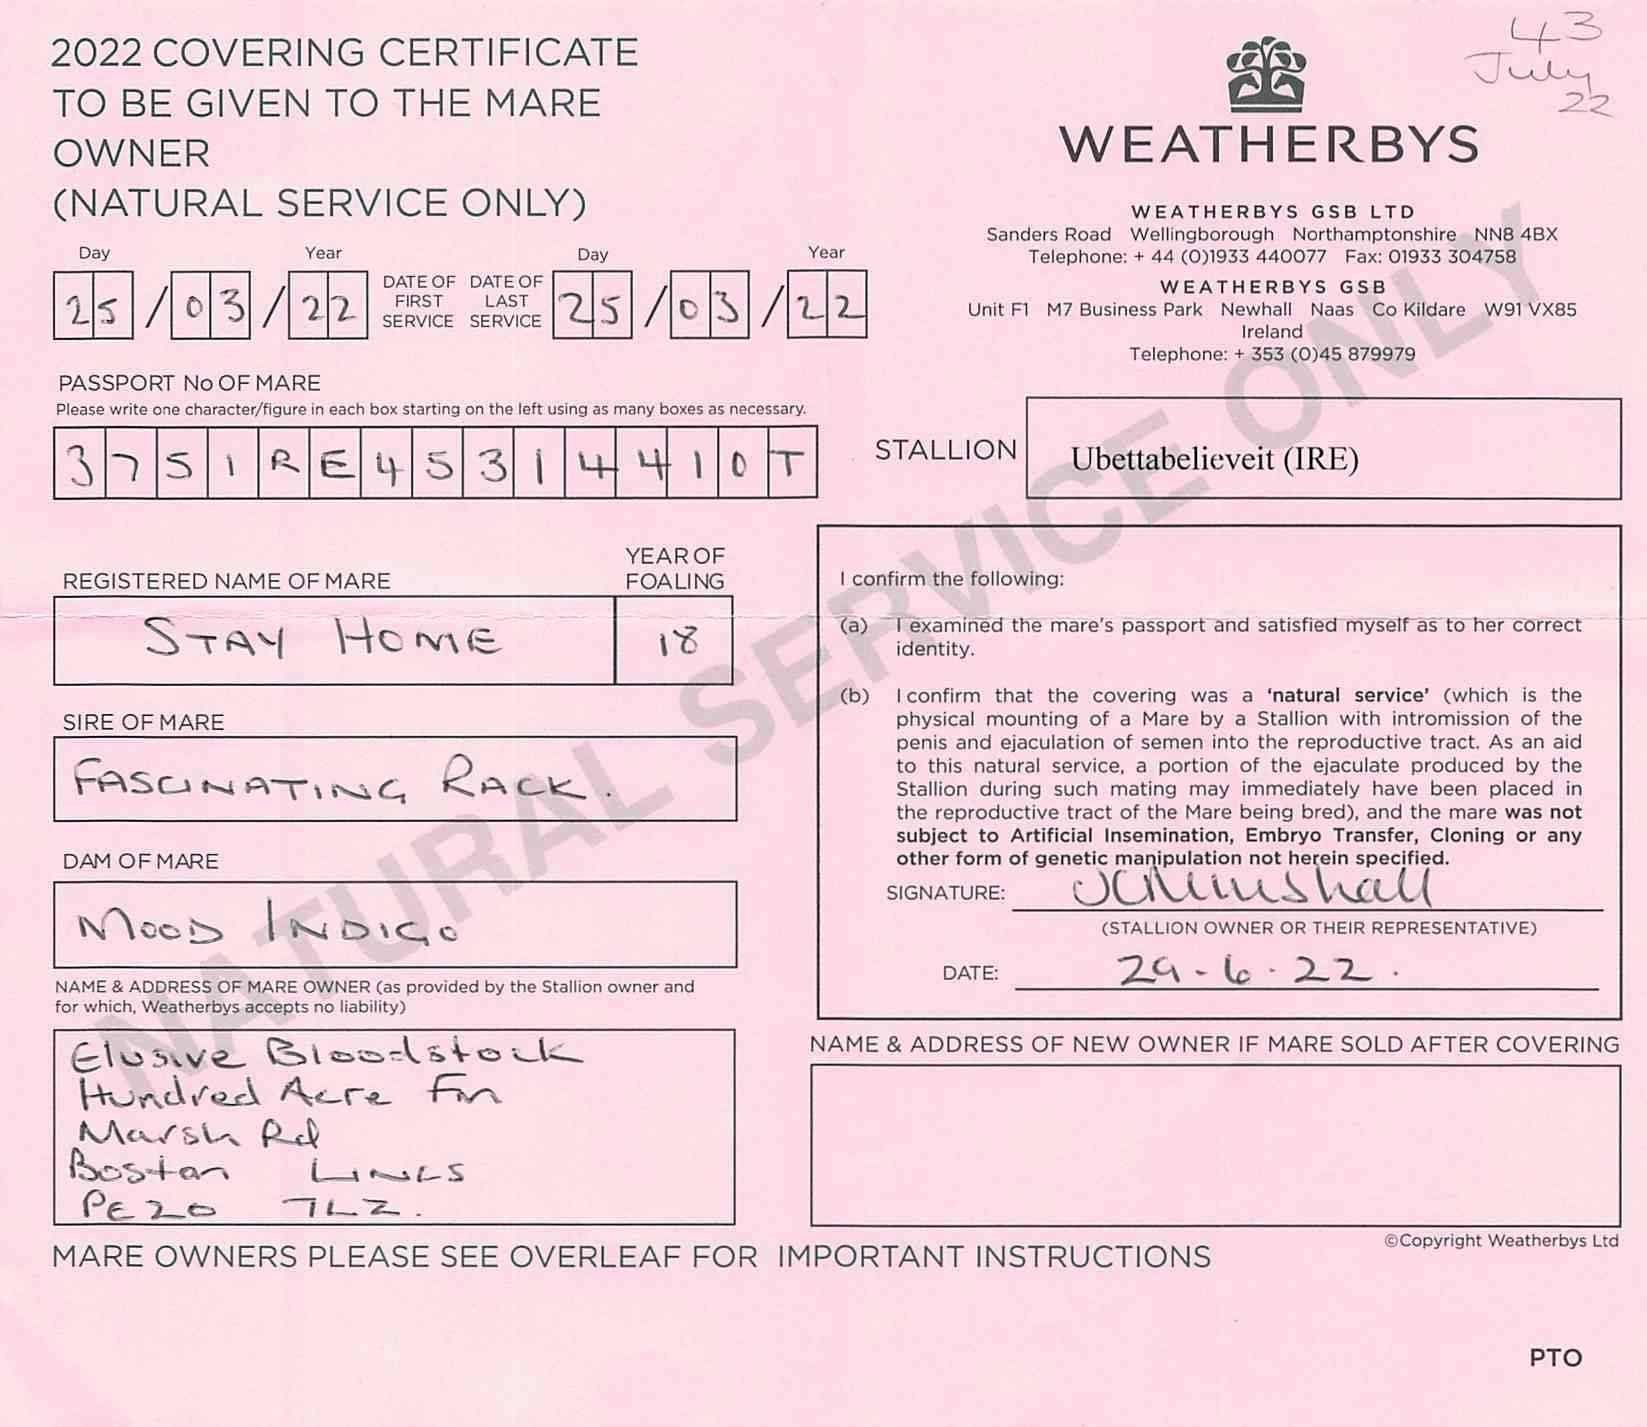 2022 COVERING CERTIFICATE
TO BE GIVEN TO THE MARE
OWNER
(NATURAL SERVICE ONLY)
43
July
22
WEATHERBYS
WEATHERBYS GSB LTD
Sanders Road Wellingborough Northamptonshire NN8 4BX
Telephone: + 44 (0)1933 440077 Fax: 01933 304758
WEATHERBYS GSB
Unit F1 M7 Business Park Newhall Naas Co Kildare W91 VX85
Ireland
Telephone: + 353 (0)45 879979
Day Year Day Year
25/03/22 DATE OF FIRST SERVICE DATE OF LAST SERVICE 25/03/22
PASSPORT No OF MARE
Please write one character/figure in each box starting on the left using as many boxes as necessary.
3751RE45314410T
STALLION Ubettabelieveit (IRE)
REGISTERED NAME OF MARE YEAR OF FOALING
STAY HOME 18
SIRE OF MARE
FASCINATING RACK.
DAM OF MARE
MOOD INDIGO
NAME & ADDRESS OF MARE OWNER (as provided by the Stallion owner and
for which, Weatherbys accepts no liability)
Elusive Bloodstock
Hundred Acre Fm
Marsh Rd
Boston LINCS
PE20 7LZ.
I confirm the following:
(a) I examined the mare's passport and satisfied myself as to her correct
identity.
(b) I confirm that the covering was a 'natural service' (which is the
physical mounting of a Mare by a Stallion with intromission of the
penis and ejaculation of semen into the reproductive tract. As an aid
to this natural service, a portion of the ejaculate produced by the
Stallion during such mating may immediately have been placed in
the reproductive tract of the Mare being bred), and the mare was not
subject to Artificial Insemination, Embryo Transfer, Cloning or any
other form of genetic manipulation not herein specified.
SIGNATURE:
(STALLION OWNER OR THEIR REPRESENTATIVE)
DATE: 29-6-22.
NAME & ADDRESS OF NEW OWNER IF MARE SOLD AFTER COVERING
©Copyright Weatherbys Ltd
MARE OWNERS PLEASE SEE OVERLEAF FOR IMPORTANT INSTRUCTIONS
PTO
NATURAL SERVICE ONLY